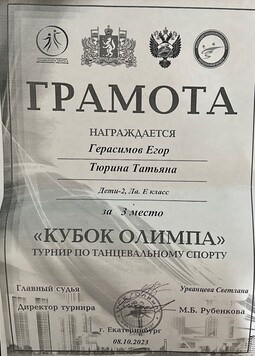 ГРАМОТА
НАГРАЖДАЕТСЯ
Герасимов Егор
Тюрина Татьяна
Дети-2, Лв. Е класс
за 3 место
«КУБОК ОЛИМПА»
ТУРНИР ПО ТАНЦЕВАЛЬНОМУ СПОРТУ
Главный судья Урванцева Светлана
Директор турнира М.Б. Рубенкова
г. Екатеринбург
08.10.2023